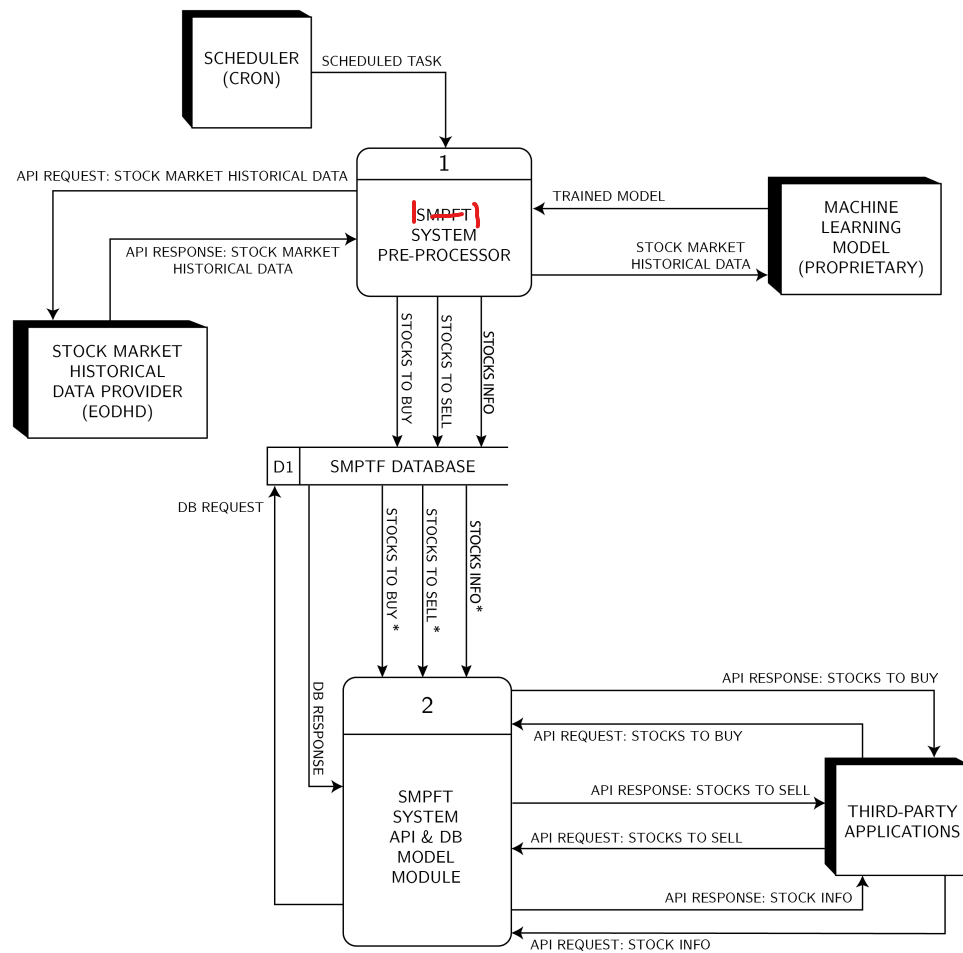 SCHEDULER
(CRON)
SCHEDULED TASK
1
SMPFT
SYSTEM
PRE-PROCESSOR
API REQUEST: STOCK MARKET HISTORICAL DATA
API RESPONSE: STOCK MARKET
HISTORICAL DATA
TRAINED MODEL
STOCK MARKET
HISTORICAL DATA
MACHINE
LEARNING
MODEL
(PROPRIETARY)
STOCK MARKET
HISTORICAL
DATA PROVIDER
(EODHD)
STOCKS TO BUY
STOCKS TO SELL
STOCKS INFO
D1
SMPTF DATABASE
DB REQUEST
STOCKS TO BUY *
STOCKS TO SELL *
STOCKS INFO*
DB RESPONSE
2
SMPFT
SYSTEM
API & DB
MODEL
MODULE
API RESPONSE: STOCKS TO BUY
API REQUEST: STOCKS TO BUY
API RESPONSE: STOCKS TO SELL
API REQUEST: STOCKS TO SELL
API RESPONSE: STOCK INFO
API REQUEST: STOCK INFO
THIRD-PARTY
APPLICATIONS